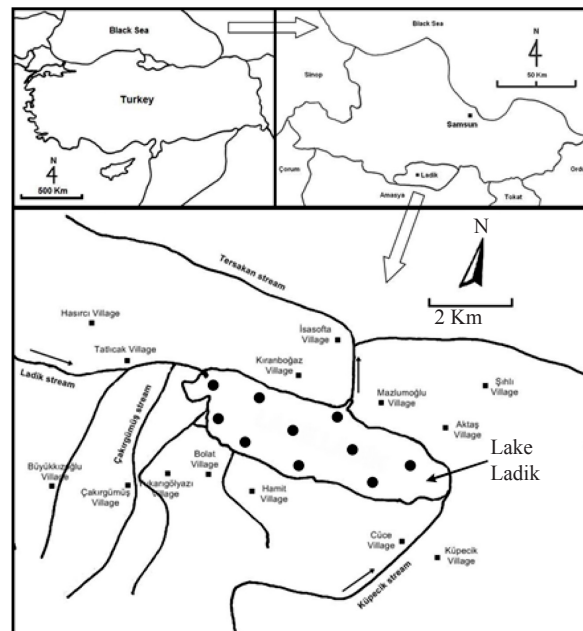 Black Sea
Turkey
N
500 Km
Black Sea
N
50 Km
Sinop
Samsun
Çorum
Ladik
Amasya
Tokat
Ordu
N
2 Km
Tersakan stream
Hasırcı Village
İsasofta
Village
Tatlıcak Village
Kıranboğaz
Village
Ladik stream
Şıhlı
Village
Mazlumoğlu
Village
Çakırgümüş stream
Aktaş
Village
Lake
Ladik
Bolat
Village
Büyükkızoğlu
Village
Çakırgümüş
Village
Yukarıgölyazı
Village
Hamit
Village
Cüce
Village
Küpecik
Village
Küpecik stream